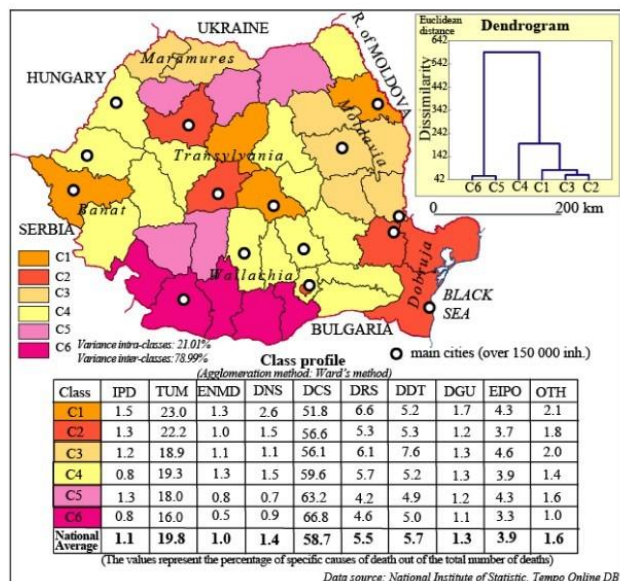 UKRAINE
Maramures
R. of MOLDOVA
HUNGARY
Moldavia
Transylvania
Banat
SERBIA
Wallachia
Dobruja
BLACK
SEA
BULGARIA
Euclidean
distance
Dendrogram
Dissimilarity
642
542
442
342
242
142
42
C6 C5 C4 C1 C3 C2
0 200 km
C1
C2
C3
C4
C5
C6
Variance intra-classes: 21.01%
Variance inter-classes: 78.99%
main cities (over 150 000 inh.)
Class profile
(Agglomeration method: Ward's method)
Class IPD TUM ENMD DNS DCS DRS DDT DGU EIPO OTH
C1 1.5 23.0 1.3 2.6 51.8 6.6 5.2 1.7 4.3 2.1
C2 1.3 22.2 1.0 1.5 56.6 5.3 5.3 1.2 3.7 1.8
C3 1.2 18.9 1.1 1.1 56.1 6.1 7.6 1.3 4.6 2.0
C4 0.8 19.3 1.3 1.5 59.6 5.7 5.2 1.3 3.9 1.4
C5 1.3 18.0 0.8 0.7 63.2 4.2 4.9 1.2 4.3 1.6
C6 0.8 16.0 0.5 0.9 66.8 4.6 5.0 1.1 3.3 1.0
National
Average 1.1 19.8 1.0 1.4 58.7 5.5 5.7 1.3 3.9 1.6
(The values represent the percentage of specific causes of death out of the total number of deaths)
Data source: National Institute of Statistic, Tempo Online DB